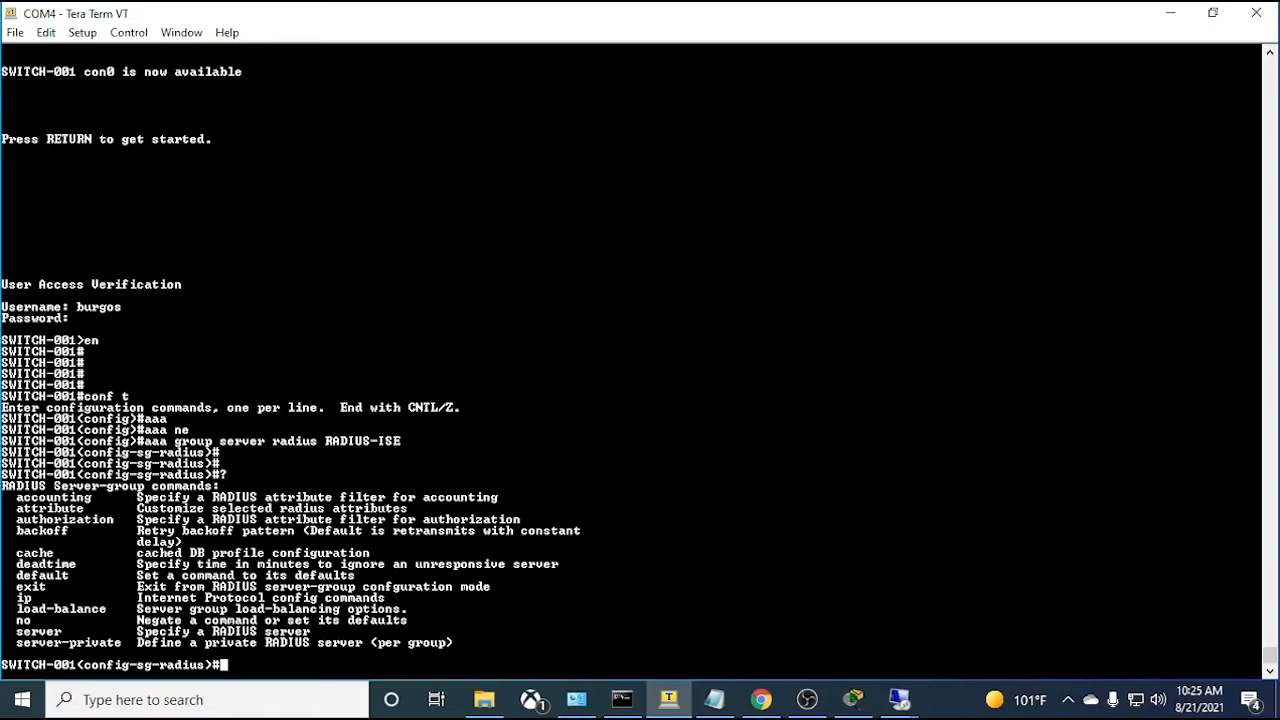 COM4 - Tera Term VT
File Edit Setup Control Window Help
SWITCH-001 con0 is now available
Press RETURN to get started.
User Access Verification
Username: burgos
Password:
SWITCH-001>en
SWITCH-001#
SWITCH-001#
SWITCH-001#
SWITCH-001#
SWITCH-001#conf t
Enter configuration commands, one per line.  End with CNTL/Z.
SWITCH-001(config)#aaa
SWITCH-001(config)#aaa ne
SWITCH-001(config)#aaa group server radius RADIUS-ISE
SWITCH-001(config-sg-radius)#
SWITCH-001(config-sg-radius)#
SWITCH-001(config-sg-radius)#?
RADIUS Server-group commands:
accounting Specify a RADIUS attribute filter for accounting
attribute Customize selected radius attributes
authorization Specify a RADIUS attribute filter for authorization
backoff Retry backoff pattern (Default is retransmits with constant
delay)
cache cached DB profile configuration
deadtime Specify time in minutes to ignore an unresponsive server
default Set a command to its defaults
exit Exit from RADIUS server-group confguration mode
ip Internet Protocol config commands
load-balance Server group load-balancing options.
no Negate a command or set its defaults
server Specify a RADIUS server
server-private Define a private RADIUS server (per group)
SWITCH-001(config-sg-radius)#
Type here to search
1
T
101°F
10:25 AM
8/21/2021
4